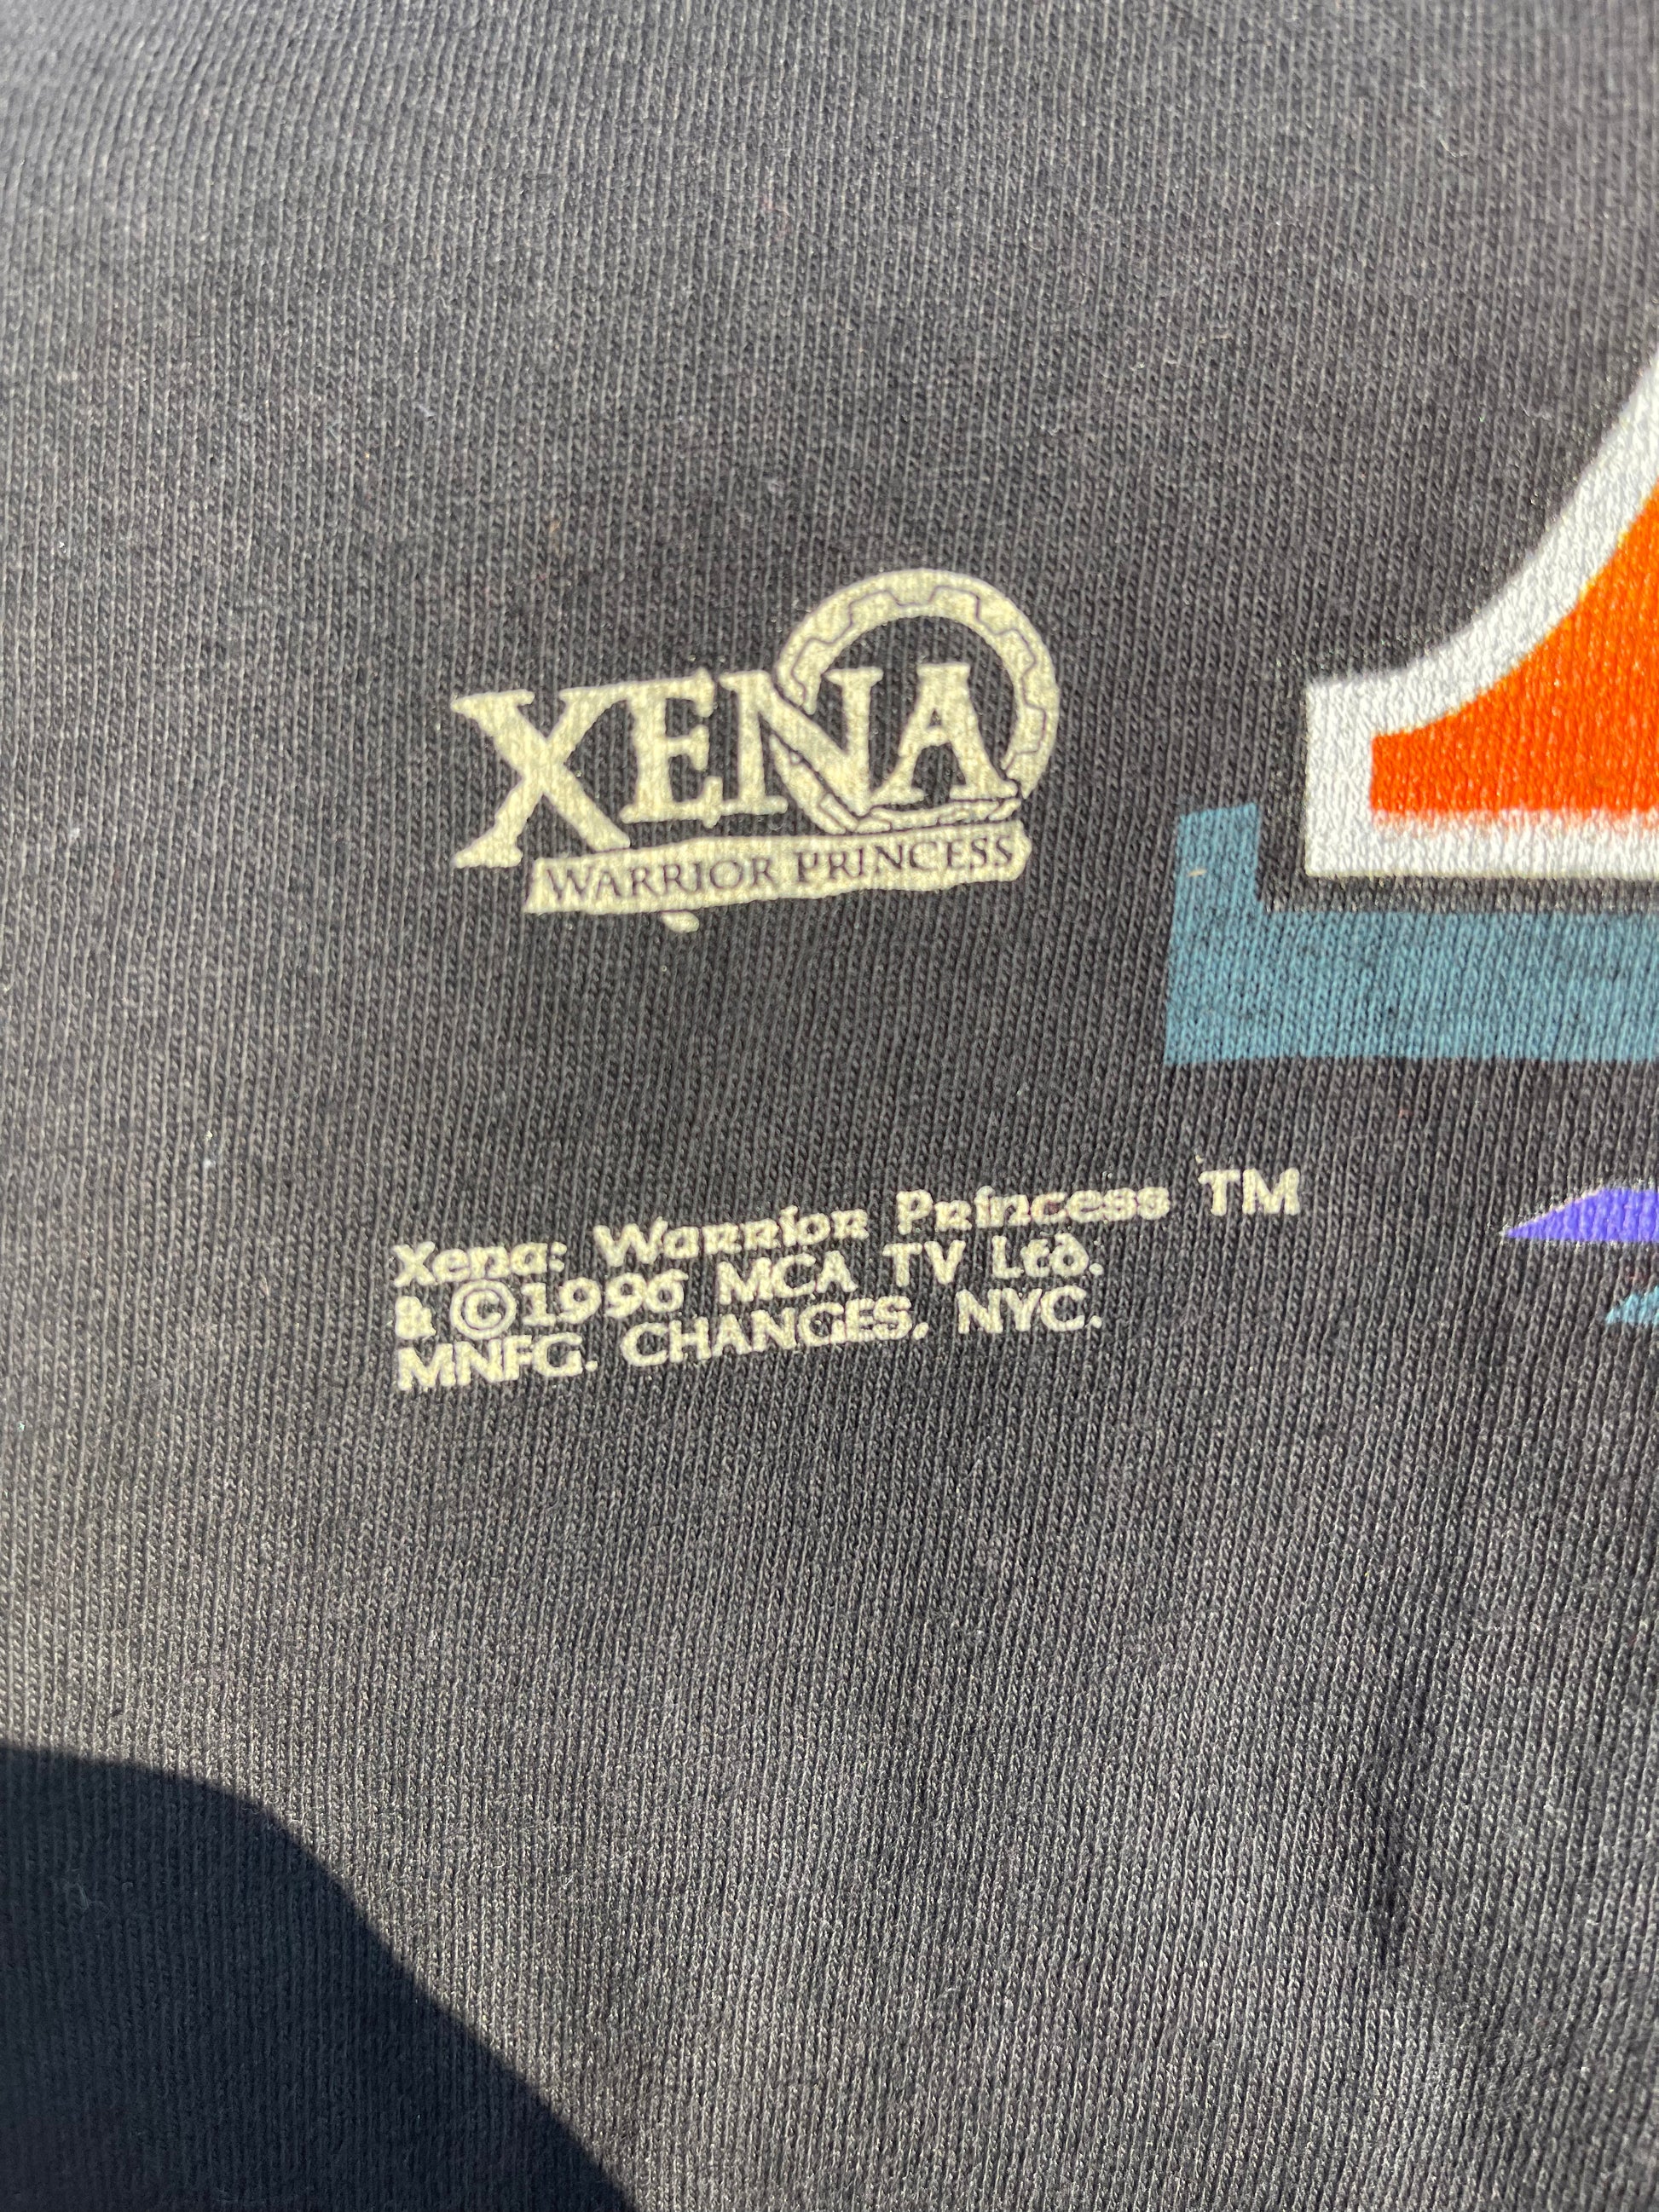 XENA
WARRIOR PRINCESS
Xena: Warrior Princess TM
& ©1996 MCA TV Ltd.
MNFG. CHANGES, NYC.